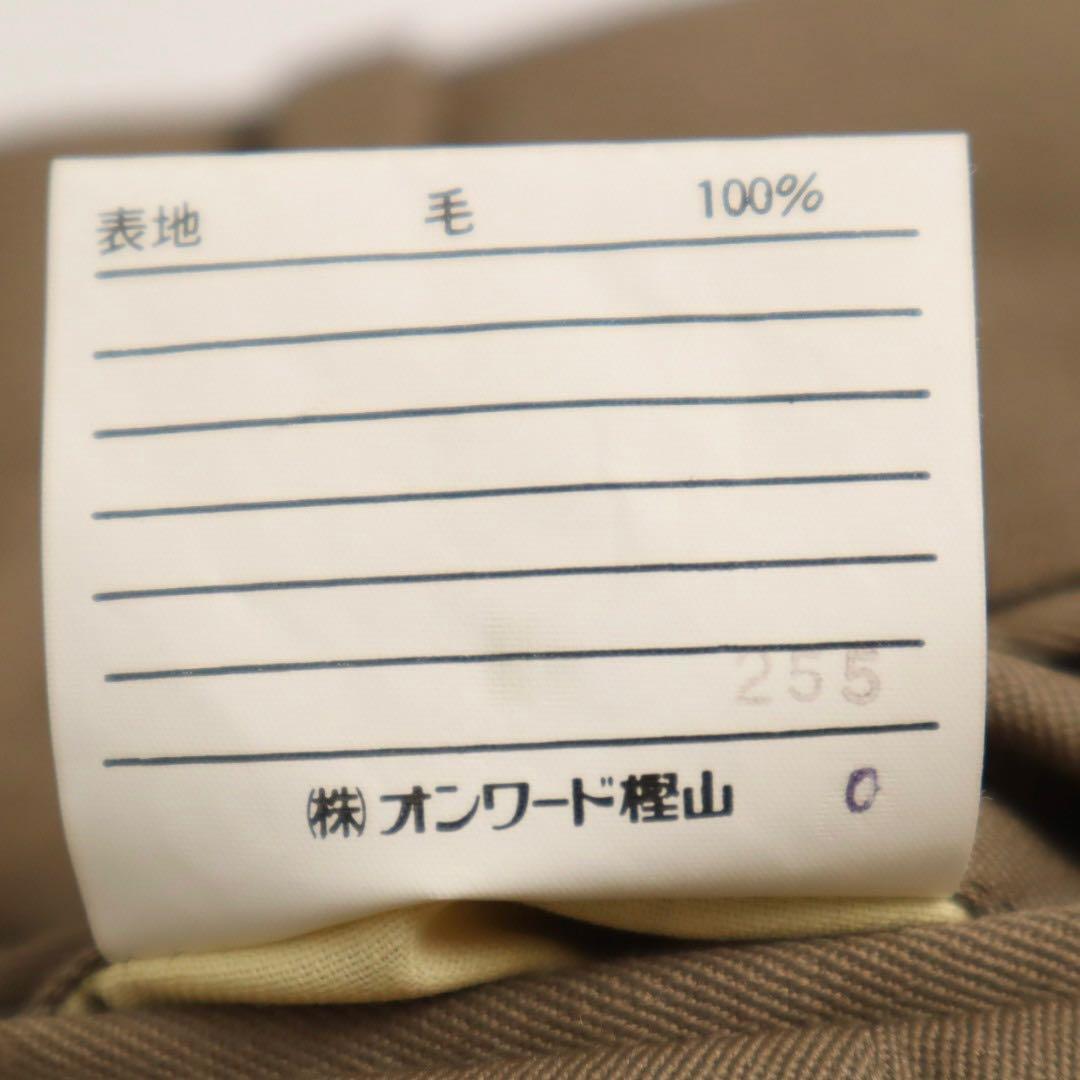 表地 毛 100%
255
㈱ オンワード樫山 0